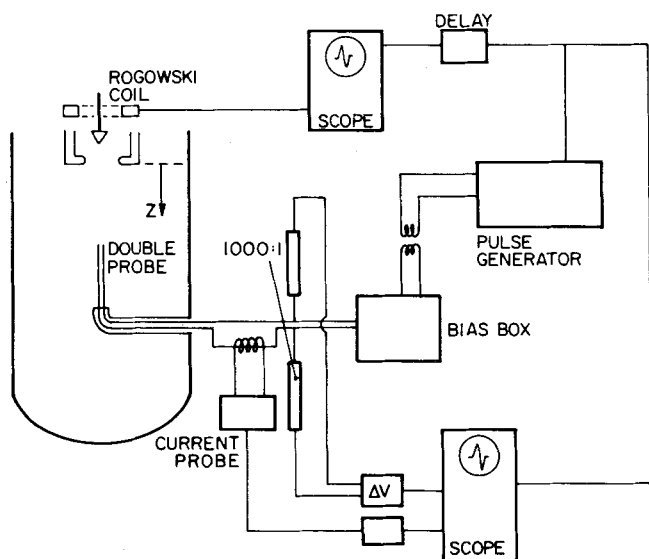 DELAY
ROGOWSKI
COIL
SCOPE
Z
DOUBLE
PROBE
1000:1
PULSE
GENERATOR
BIAS BOX
CURRENT
PROBE
ΔV
SCOPE